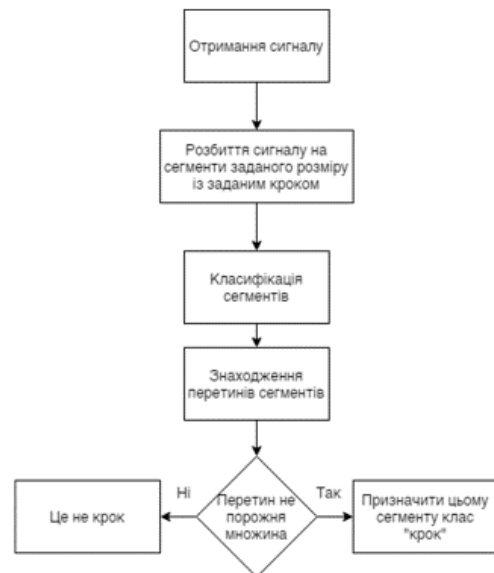 Отримання сигналу
Розбиття сигналу на
сегменти заданого розміру
із заданим кроком
Класифікація
сегментів
Знаходження
перетинів сегментів
Ні
Перетин не
порожня
множина
Так
Це не крок
Призначити цьому
сегменту клас
"крок"